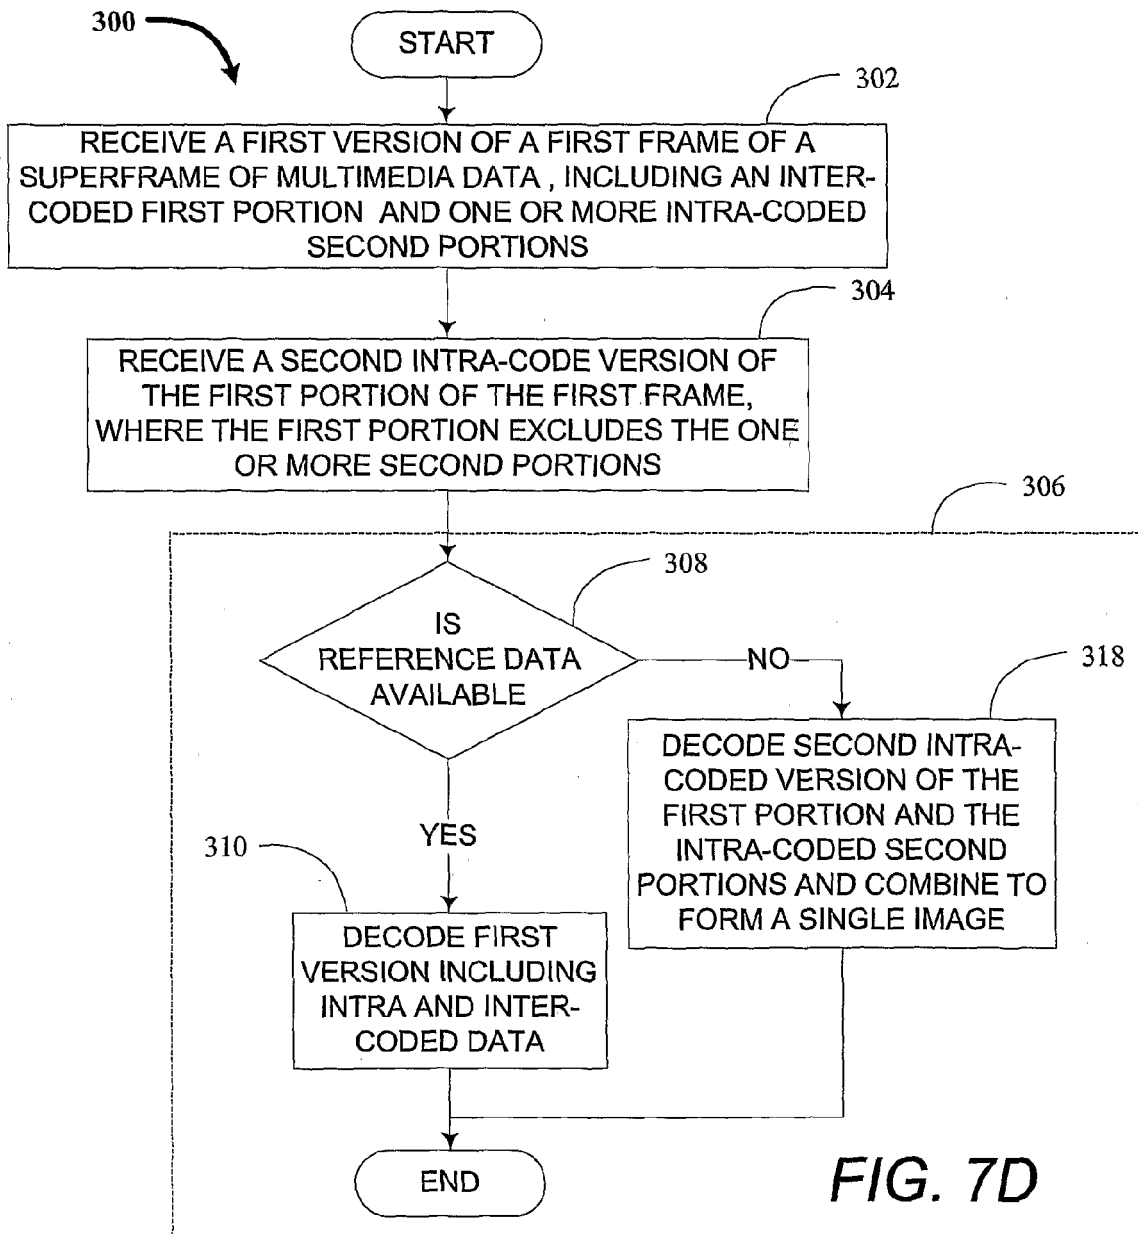 300
START
302
RECEIVE A FIRST VERSION OF A FIRST FRAME OF A
SUPERFRAME OF MULTIMEDIA DATA , INCLUDING AN INTER-
CODED FIRST PORTION AND ONE OR MORE INTRA-CODED
SECOND PORTIONS
304
RECEIVE A SECOND INTRA-CODE VERSION OF
THE FIRST PORTION OF THE FIRST FRAME,
WHERE THE FIRST PORTION EXCLUDES THE ONE
OR MORE SECOND PORTIONS
306
308
IS
REFERENCE DATA
AVAILABLE
NO
318
DECODE SECOND INTRA-
CODED VERSION OF THE
FIRST PORTION AND THE
INTRA-CODED SECOND
PORTIONS AND COMBINE TO
FORM A SINGLE IMAGE
YES
310
DECODE FIRST
VERSION INCLUDING
INTRA AND INTER-
CODED DATA
END
FIG. 7D